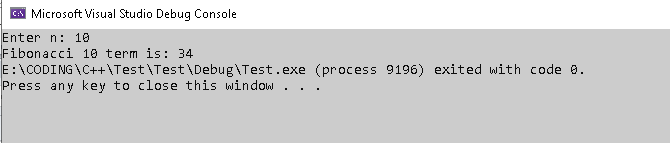 Microsoft Visual Studio Debug Console
Enter n: 10
Fibonacci 10 term is: 34
E:\CODING\C++\Test\Test\Debug\Test.exe (process 9196) exited with code 0.
Press any key to close this window . . .